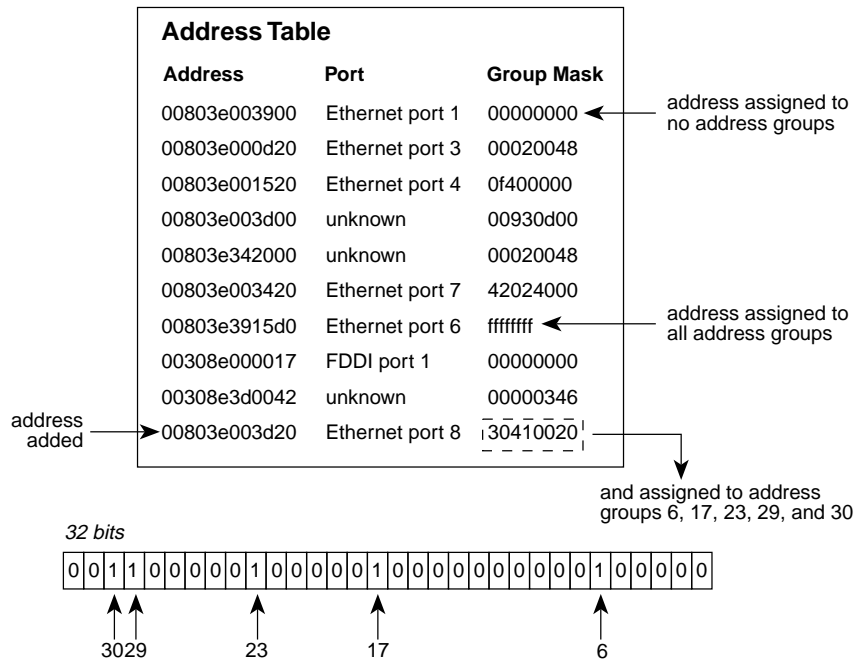 Address Table
Address Port Group Mask
00803e003900 Ethernet port 1 00000000
address assigned to
no address groups
00803e000d20 Ethernet port 3 00020048
00803e001520 Ethernet port 4 0f400000
00803e003d00 unknown 00930d00
00803e342000 unknown 00020048
00803e003420 Ethernet port 7 42024000
00803e3915d0 Ethernet port 6 ffffffff
address assigned to
all address groups
00308e000017 FDDI port 1 00000000
00308e3d0042 unknown 00000346
address
added
00803e003d20 Ethernet port 8 30410020
and assigned to address
groups 6, 17, 23, 29, and 30
32 bits
0 0 1 1 0 0 0 0 0 1 0 0 0 0 0 1 0 0 0 0 0 0 0 0 0 0 1 0 0 0 0 0
30 29 23 17 6